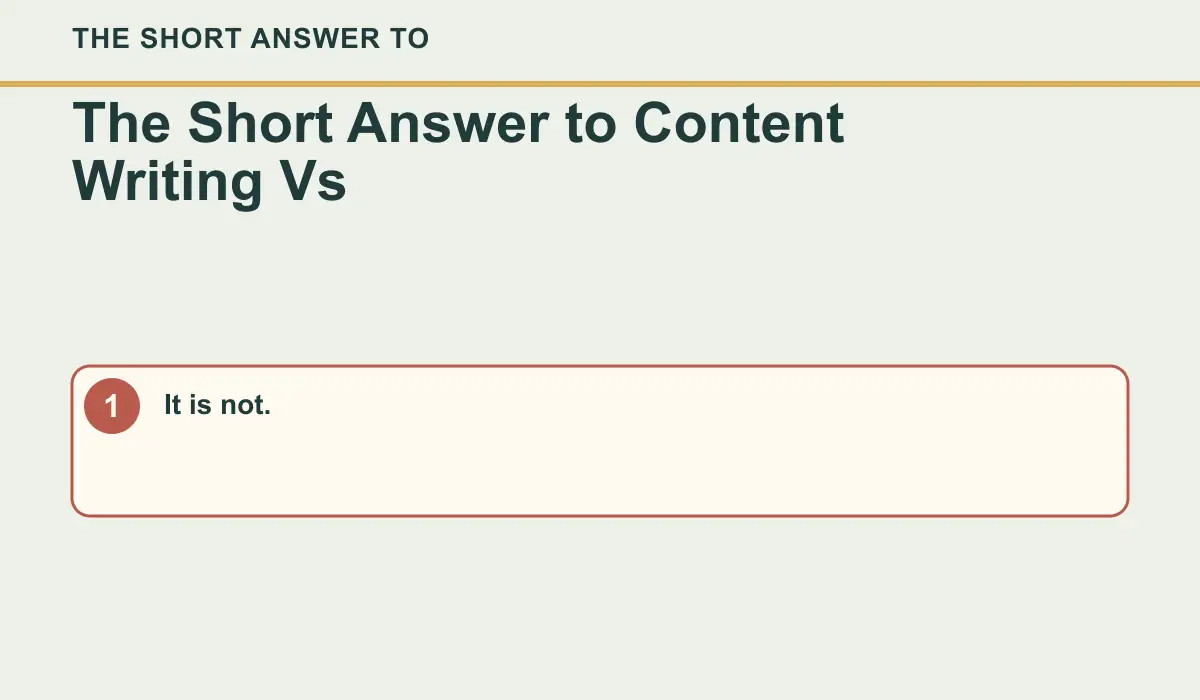 THE SHORT ANSWER TO
The Short Answer to Content
Writing Vs
1 It is not.